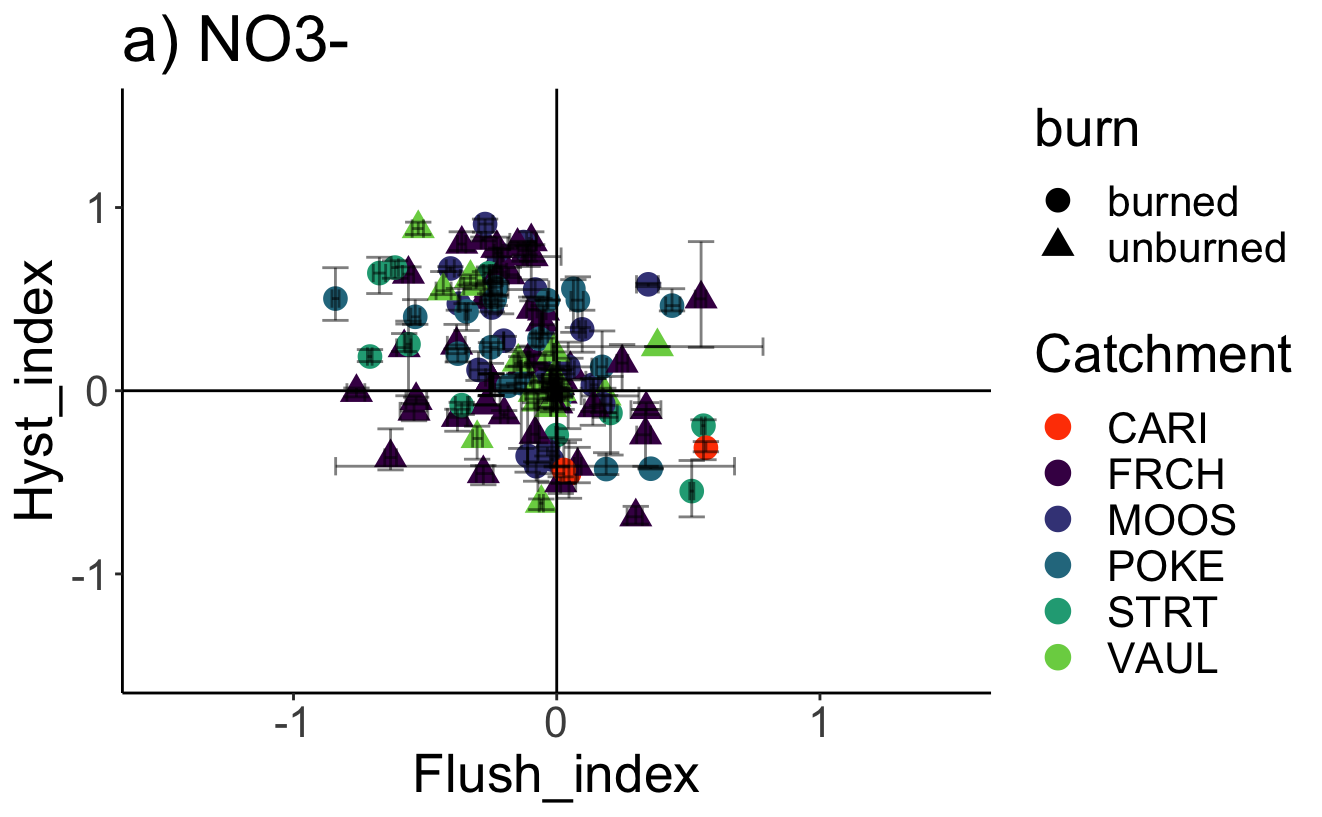 a) NO3-
Hyst_index
1
0
-1
-1
0
1
Flush_index
burn
burned
unburned
Catchment
CARI
FRCH
MOOS
POKE
STRT
VAUL